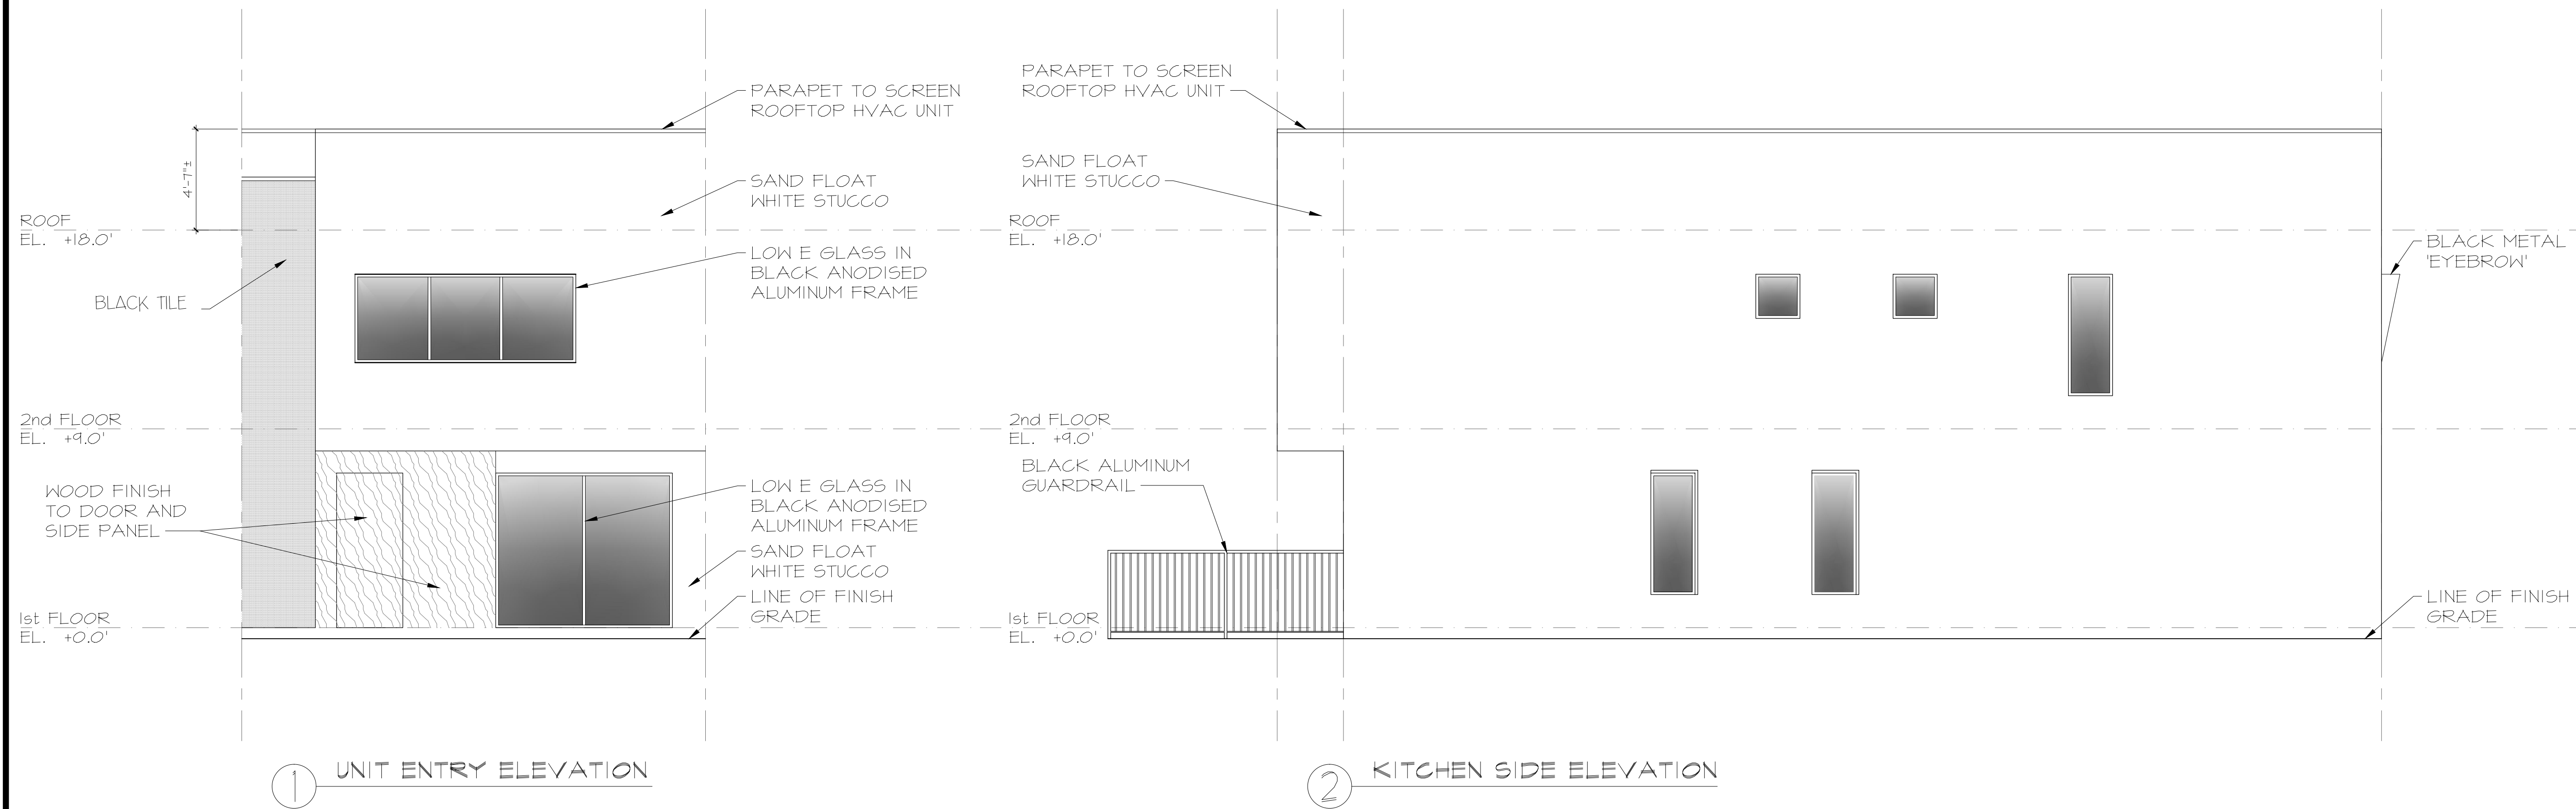 PARAPET TO SCREEN
ROOFTOP HVAC UNIT
4'-7"±
SAND FLOAT
WHITE STUCCO
ROOF
EL. +18.0'
LOW E GLASS IN
BLACK ANODISED
ALUMINUM FRAME
BLACK TILE
2nd FLOOR
EL. +9.0'
WOOD FINISH
TO DOOR AND
SIDE PANEL
LOW E GLASS IN
BLACK ANODISED
ALUMINUM FRAME
SAND FLOAT
WHITE STUCCO
LINE OF FINISH
GRADE
1st FLOOR
EL. +0.0'
1
UNIT ENTRY ELEVATION
PARAPET TO SCREEN
ROOFTOP HVAC UNIT
SAND FLOAT
WHITE STUCCO
ROOF
EL. +18.0'
BLACK METAL
'EYEBROW'
2nd FLOOR
EL. +9.0'
BLACK ALUMINUM
GUARDRAIL
LINE OF FINISH
GRADE
1st FLOOR
EL. +0.0'
2
KITCHEN SIDE ELEVATION